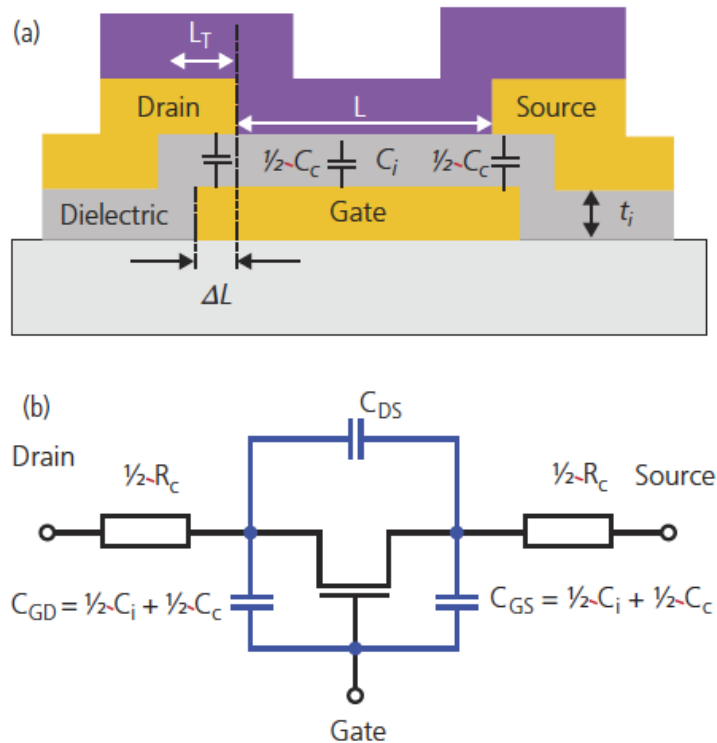 (a)
L_T
Drain
L
Source
½-C_c
C_i
½-C_c
Dielectric
Gate
t_i
ΔL
(b)
C_DS
Drain
½-R_c
½-R_c
Source
C_GD = ½-C_i + ½-C_c
C_GS = ½-C_i + ½-C_c
Gate